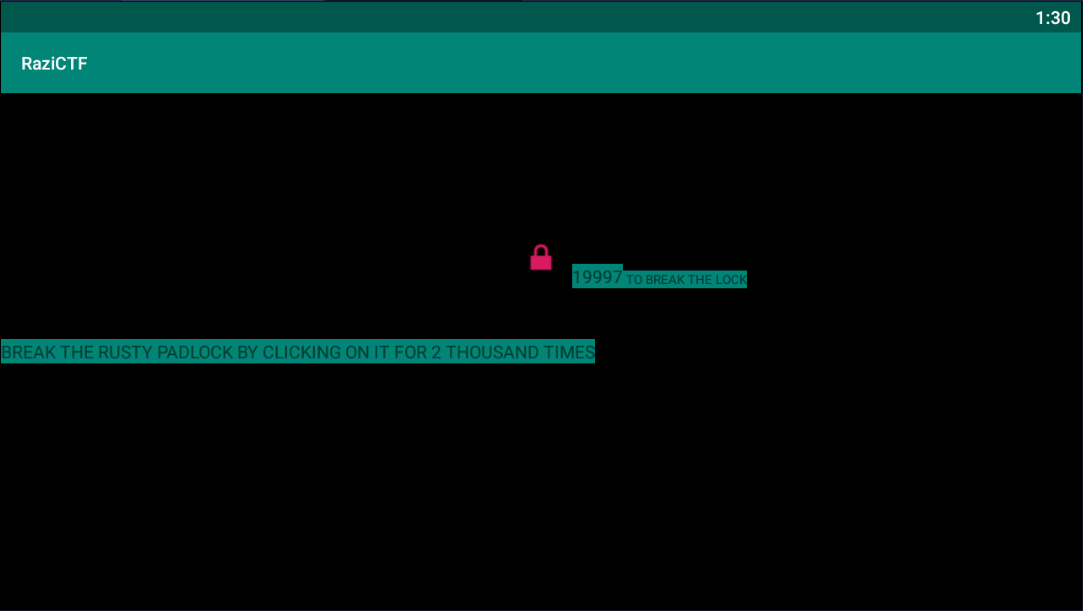 1:30
RaziCTF
19997 TO BREAK THE LOCK
BREAK THE RUSTY PADLOCK BY CLICKING ON IT FOR 2 THOUSAND TIMES